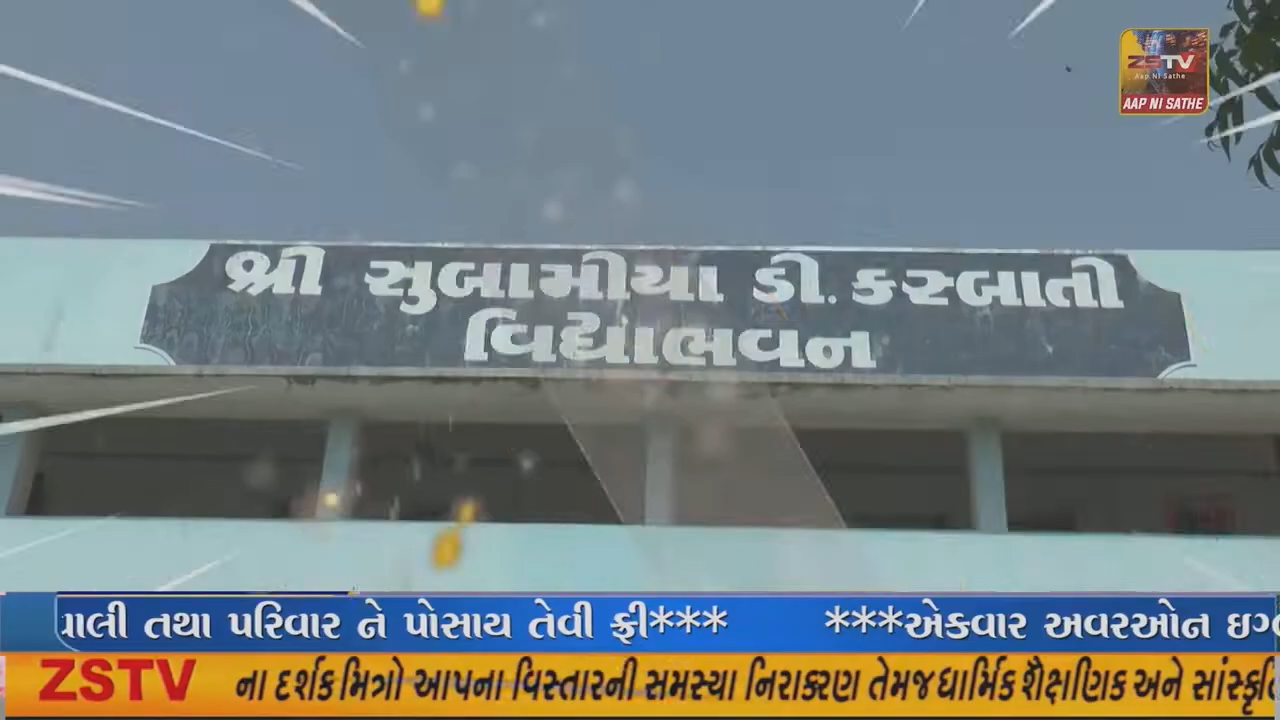 ZSTV
Aap Ni Sathe
AAP NI SATHE
શ્રી સુબામીયા ડી. કરબાતી
વિદ્યાભવન
તથા પરિવાર ને પોસાય તેવી ફ્રી*** ***એકવાર અવરઓન
ZSTV ના દર્શક મિત્રો આપના વિસ્તારની સમસ્યા નિરાકરણ તેમજ ધાર્મિક શૈક્ષણિક અને